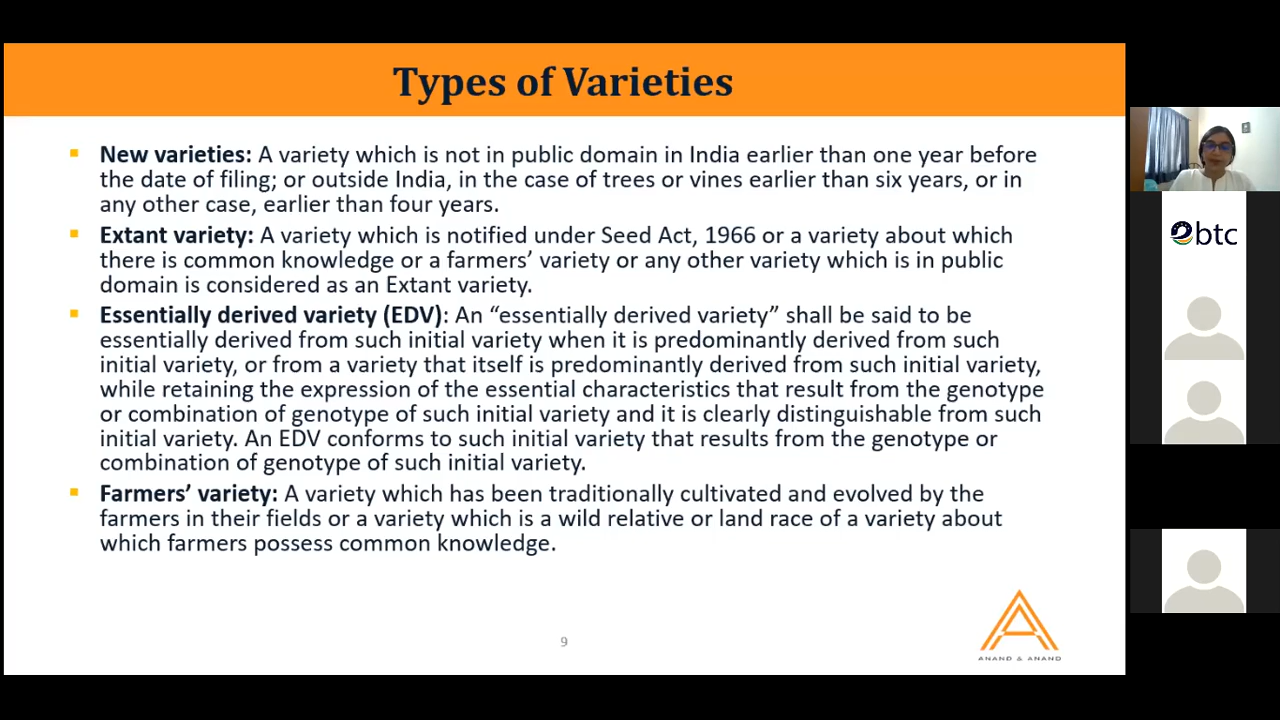 Types of Varieties
New varieties: A variety which is not in public domain in India earlier than one year before
the date of filing; or outside India, in the case of trees or vines earlier than six years, or in
any other case, earlier than four years.
Extant variety: A variety which is notified under Seed Act, 1966 or a variety about which
there is common knowledge or a farmers’ variety or any other variety which is in public
domain is considered as an Extant variety.
Essentially derived variety (EDV): An “essentially derived variety” shall be said to be
essentially derived from such initial variety when it is predominantly derived from such
initial variety, or from a variety that itself is predominantly derived from such initial variety,
while retaining the expression of the essential characteristics that result from the genotype
or combination of genotype of such initial variety and it is clearly distinguishable from such
initial variety. An EDV conforms to such initial variety that results from the genotype or
combination of genotype of such initial variety.
Farmers’ variety: A variety which has been traditionally cultivated and evolved by the
farmers in their fields or a variety which is a wild relative or land race of a variety about
which farmers possess common knowledge.
9
ANAND & ANAND
btc